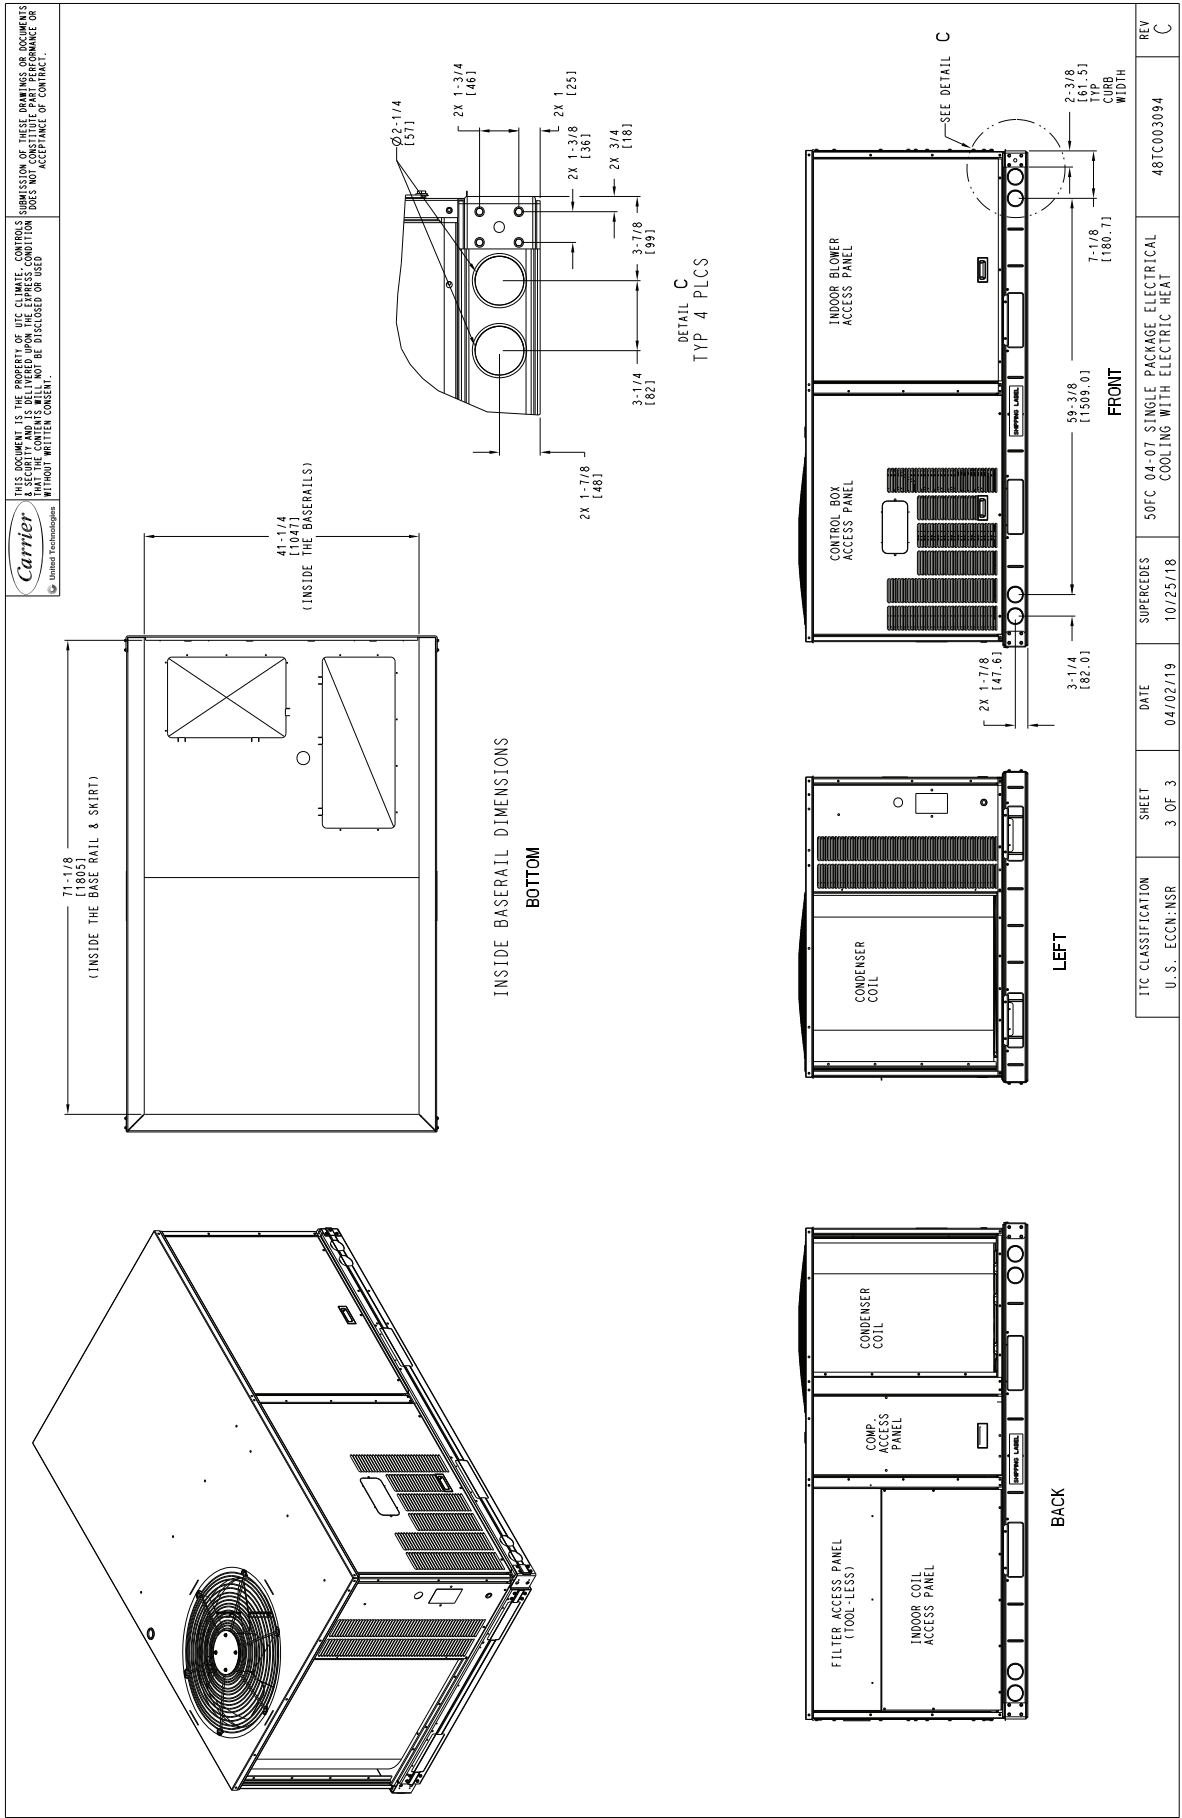 Carrier
United Technologies
THIS DOCUMENT IS THE PROPERTY OF UTC CLIMATE, CONTROLS
& SECURITY AND IS DELIVERED UPON THE EXPRESS CONDITION
THAT THE CONTENTS WILL NOT BE DISCLOSED OR USED
WITHOUT WRITTEN CONSENT.
SUBMISSION OF THESE DRAWINGS OR DOCUMENTS
DOES NOT CONSTITUTE PART PERFORMANCE OR
ACCEPTANCE OF CONTRACT.
71-1/8
[1805]
(INSIDE THE BASE RAIL & SKIRT)
41-1/4
[1047]
(INSIDE THE BASERAILS)
INSIDE BASERAIL DIMENSIONS
BOTTOM
Ø2-1/4
[57]
2X 1-3/4
[46]
2X 1
[25]
2X 1-3/8
[36]
2X 3/4
[18]
3-7/8
[99]
3-1/4
[82]
2X 1-7/8
[48]
DETAIL C
TYP 4 PLCS
FILTER ACCESS PANEL
(TOOL-LESS)
INDOOR COIL
ACCESS PANEL
COMP.
ACCESS
PANEL
CONDENSER
COIL
SHIPPING LABEL
BACK
CONDENSER
COIL
LEFT
CONTROL BOX
ACCESS PANEL
INDOOR BLOWER
ACCESS PANEL
SHIPPING LABEL
SEE DETAIL C
2X 1-7/8
[47.6]
3-1/4
[82.0]
59-3/8
[1509.0]
7-1/8
[180.7]
2-3/8
[61.5]
TYP
CURB
WIDTH
FRONT
ITC CLASSIFICATION
U.S. ECCN:NSR
SHEET
3 OF 3
DATE
04/02/19
SUPERCEDES
10/25/18
50FC 04-07 SINGLE PACKAGE ELECTRICAL
COOLING WITH ELECTRIC HEAT
48TC003094
REV
C